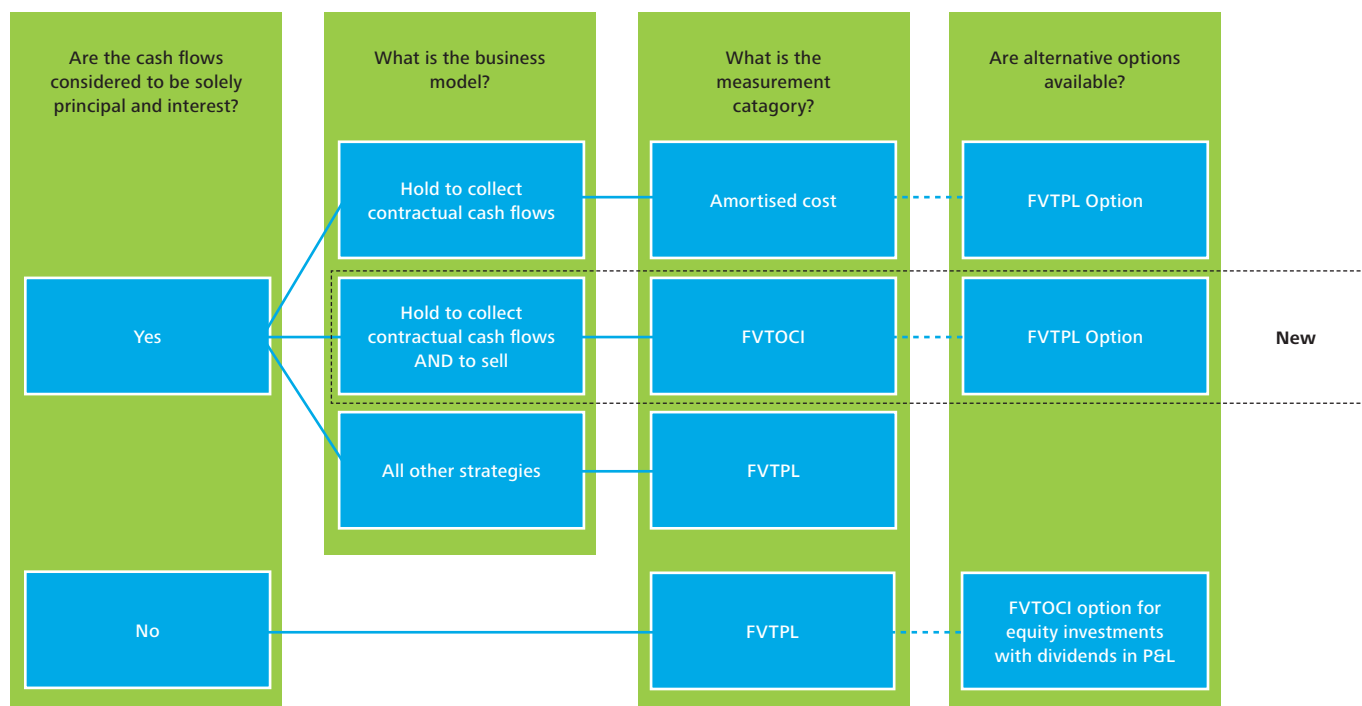 Are the cash flows
considered to be solely
principal and interest?
What is the business
model?
What is the
measurement
catagory?
Are alternative options
available?
Hold to collect
contractual cash flows
Amortised cost
FVTPL Option
Yes
Hold to collect
contractual cash flows
AND to sell
FVTOCI
FVTPL Option
New
All other strategies
FVTPL
No
FVTPL
FVTOCI option for
equity investments
with dividends in P&L